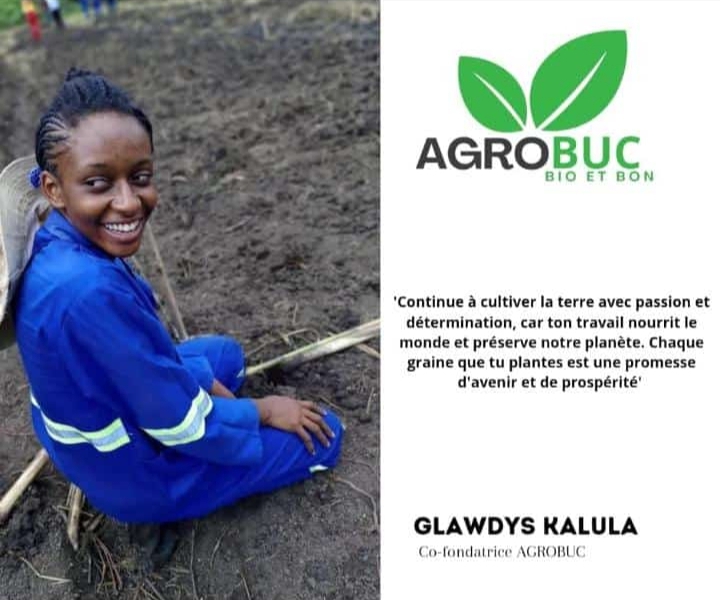 AGROBUC
BIO ET BON
'Continue à cultiver la terre avec passion et
détermination, car ton travail nourrit le
monde et préserve notre planète. Chaque
graine que tu plantes est une promesse
d'avenir et de prospérité'
GLAWDYS KALULA
Co-fondatrice AGROBUC